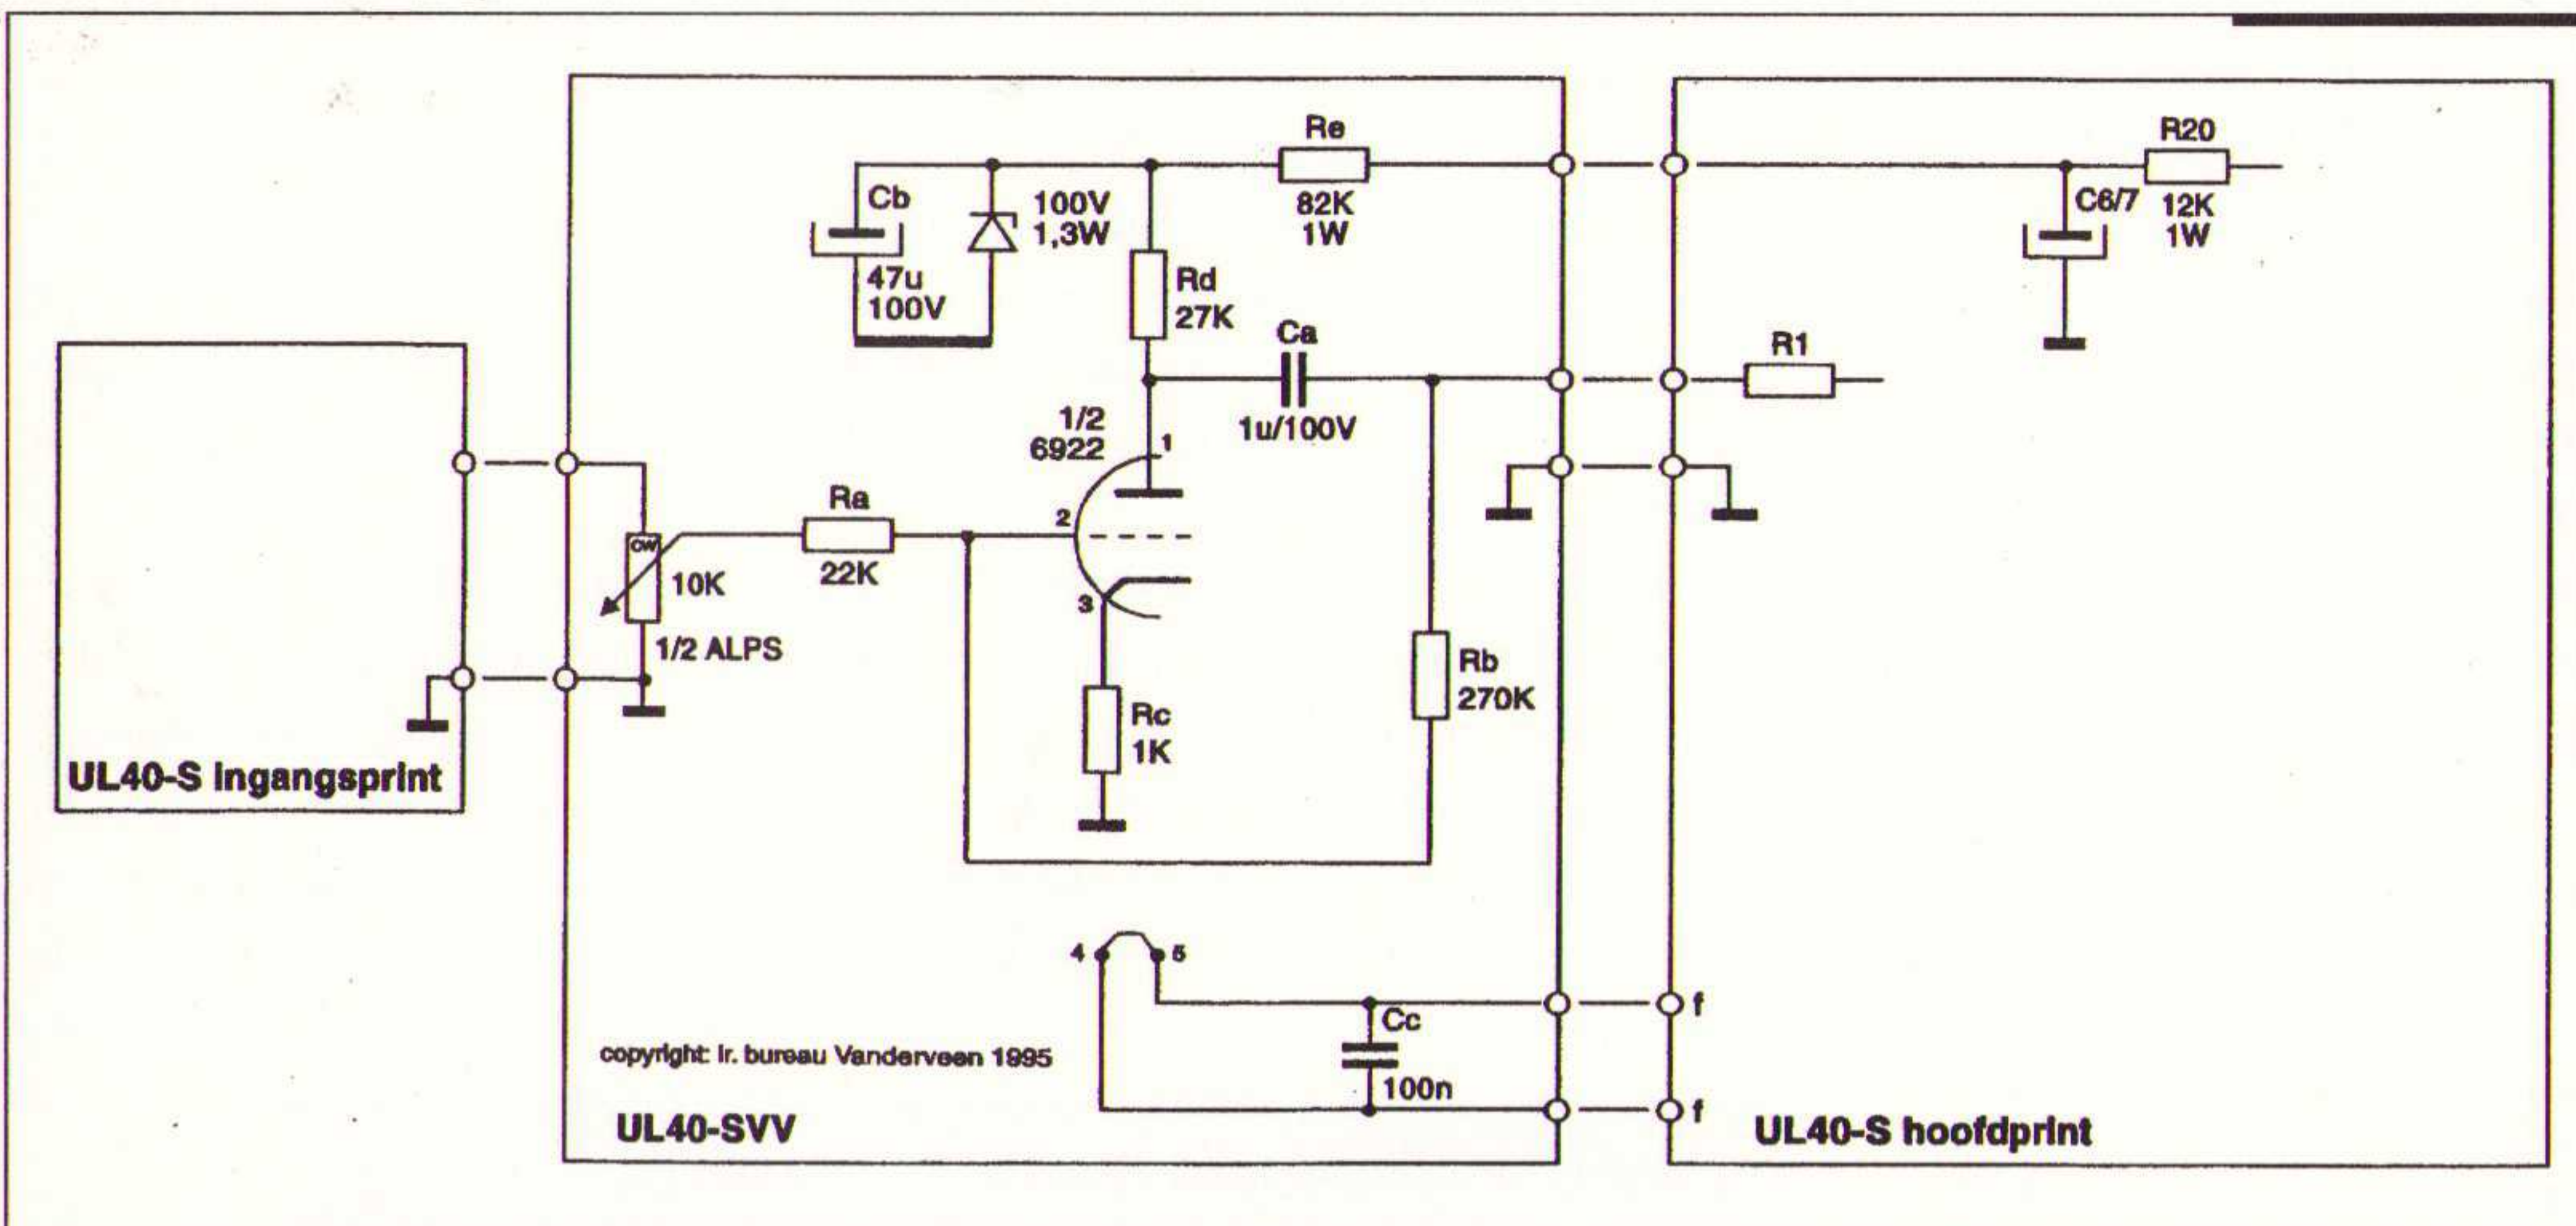 Re
82K
1W
R20
12K
1W
C6/7
Cb
47u
100V
100V
1,3W
Rd
27K
Ca
1u/100V
R1
1/2
6922
1
2
3
Ra
22K
CW
10K
1/2 ALPS
Rc
1K
Rb
270K
UL40-S ingangsprint
4
5
Cc
100n
f
f
copyright: ir. bureau Vanderveen 1995
UL40-SVV
UL40-S hoofdprint